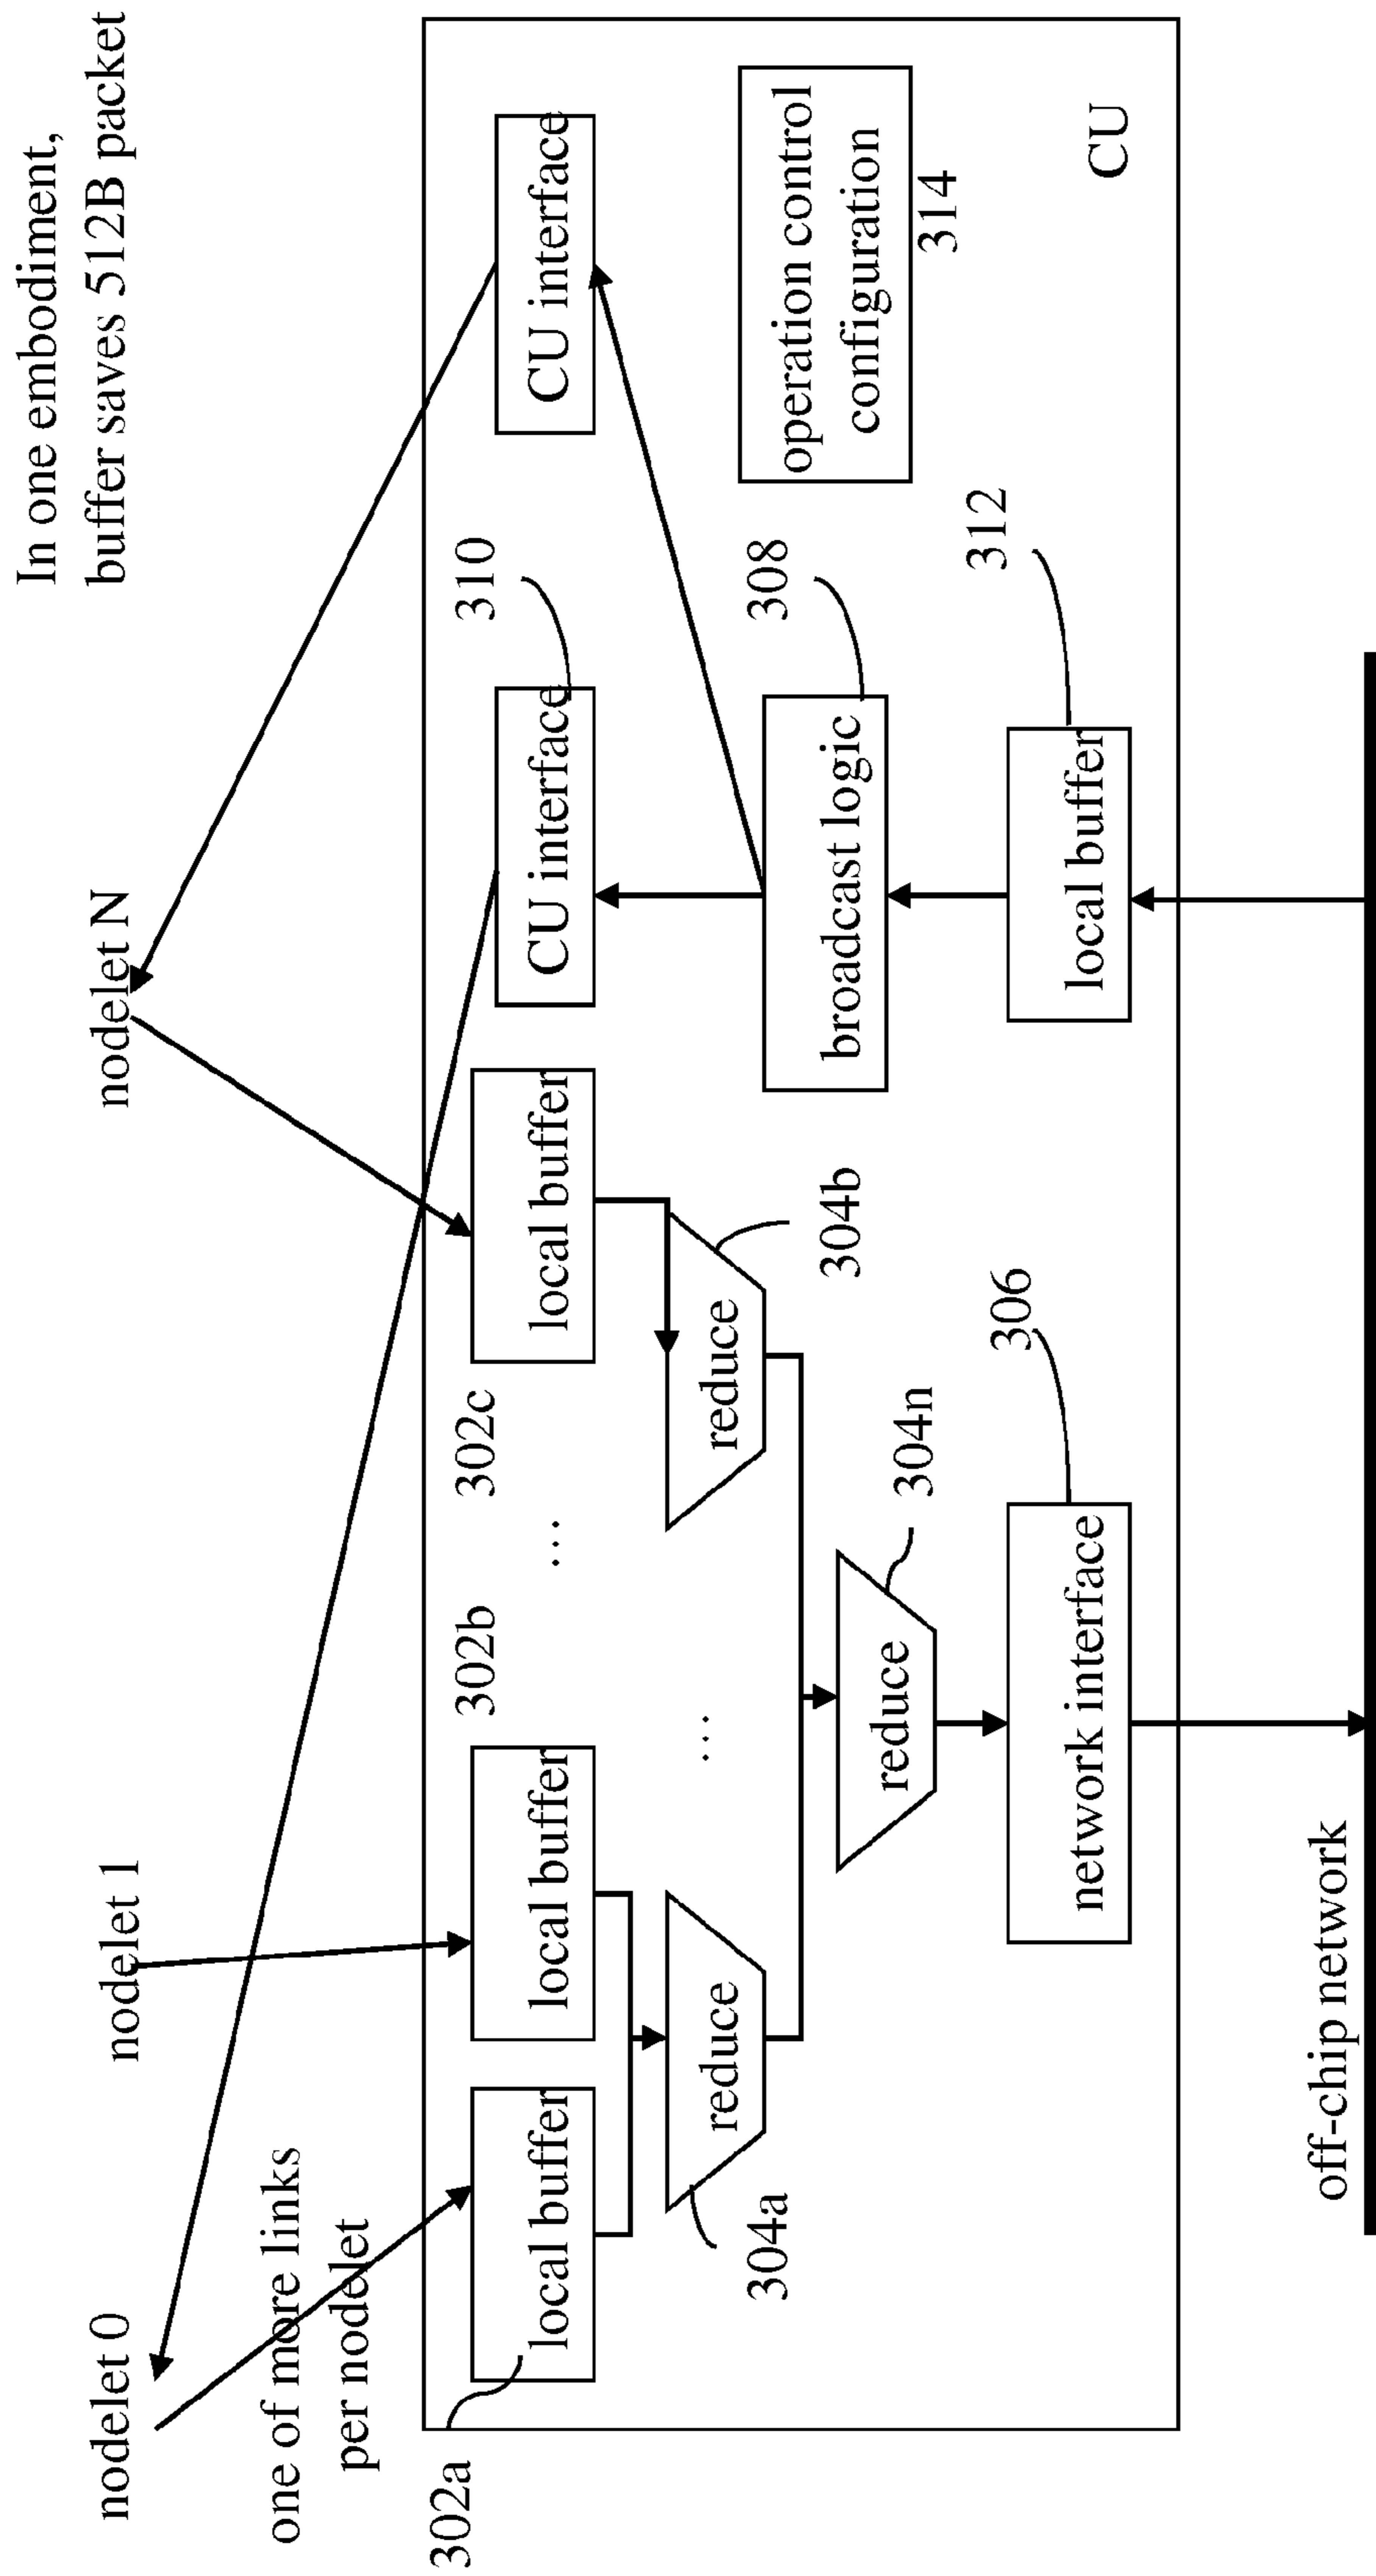 In one embodiment,
buffer saves 512B packet
nodelet 0
nodelet 1
nodelet N
one of more links
per nodelet
302a
302b
302c
310
local buffer
local buffer
...
local buffer
CU interface
CU interface
304a
reduce
...
reduce
304b
308
broadcast logic
operation control
configuration
314
reduce
304n
306
312
network interface
local buffer
CU
off-chip network